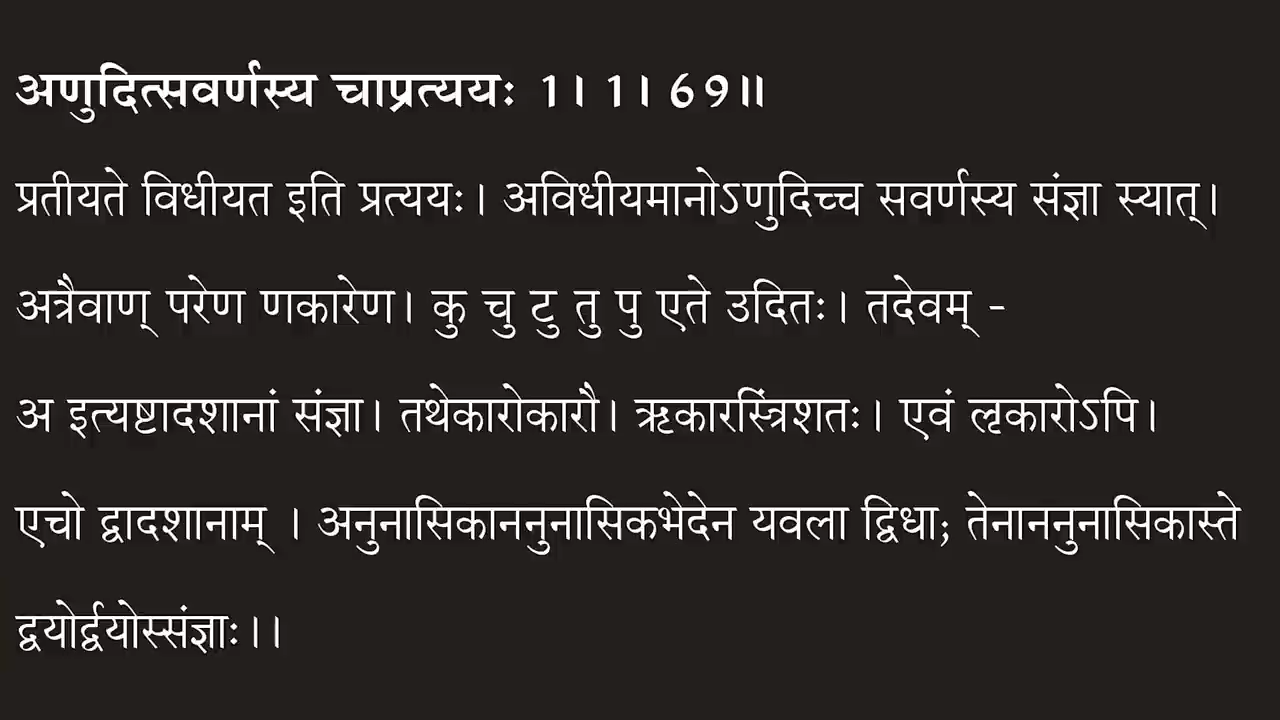 अणुदित्सवर्णस्य चाप्रत्ययः 1। 1। 69॥
प्रतीयते विधीयत इति प्रत्ययः। अविधीयमानोऽणुदिच्च सवर्णस्य संज्ञा स्यात्।
अत्रैवाण् परेण णकारेण। कु चु टु तु पु एते उदितः। तदेवम् -
अ इत्यष्टादशानां संज्ञा। तथेकारोकारौ। ऋकारस्त्रिंशतः। एवं लृकारोऽपि।
एचो द्वादशानाम् । अनुनासिकाननुनासिकभेदेन यवला द्विधा; तेनाननुनासिकास्ते
द्वयोर्द्वयोस्संज्ञाः।।